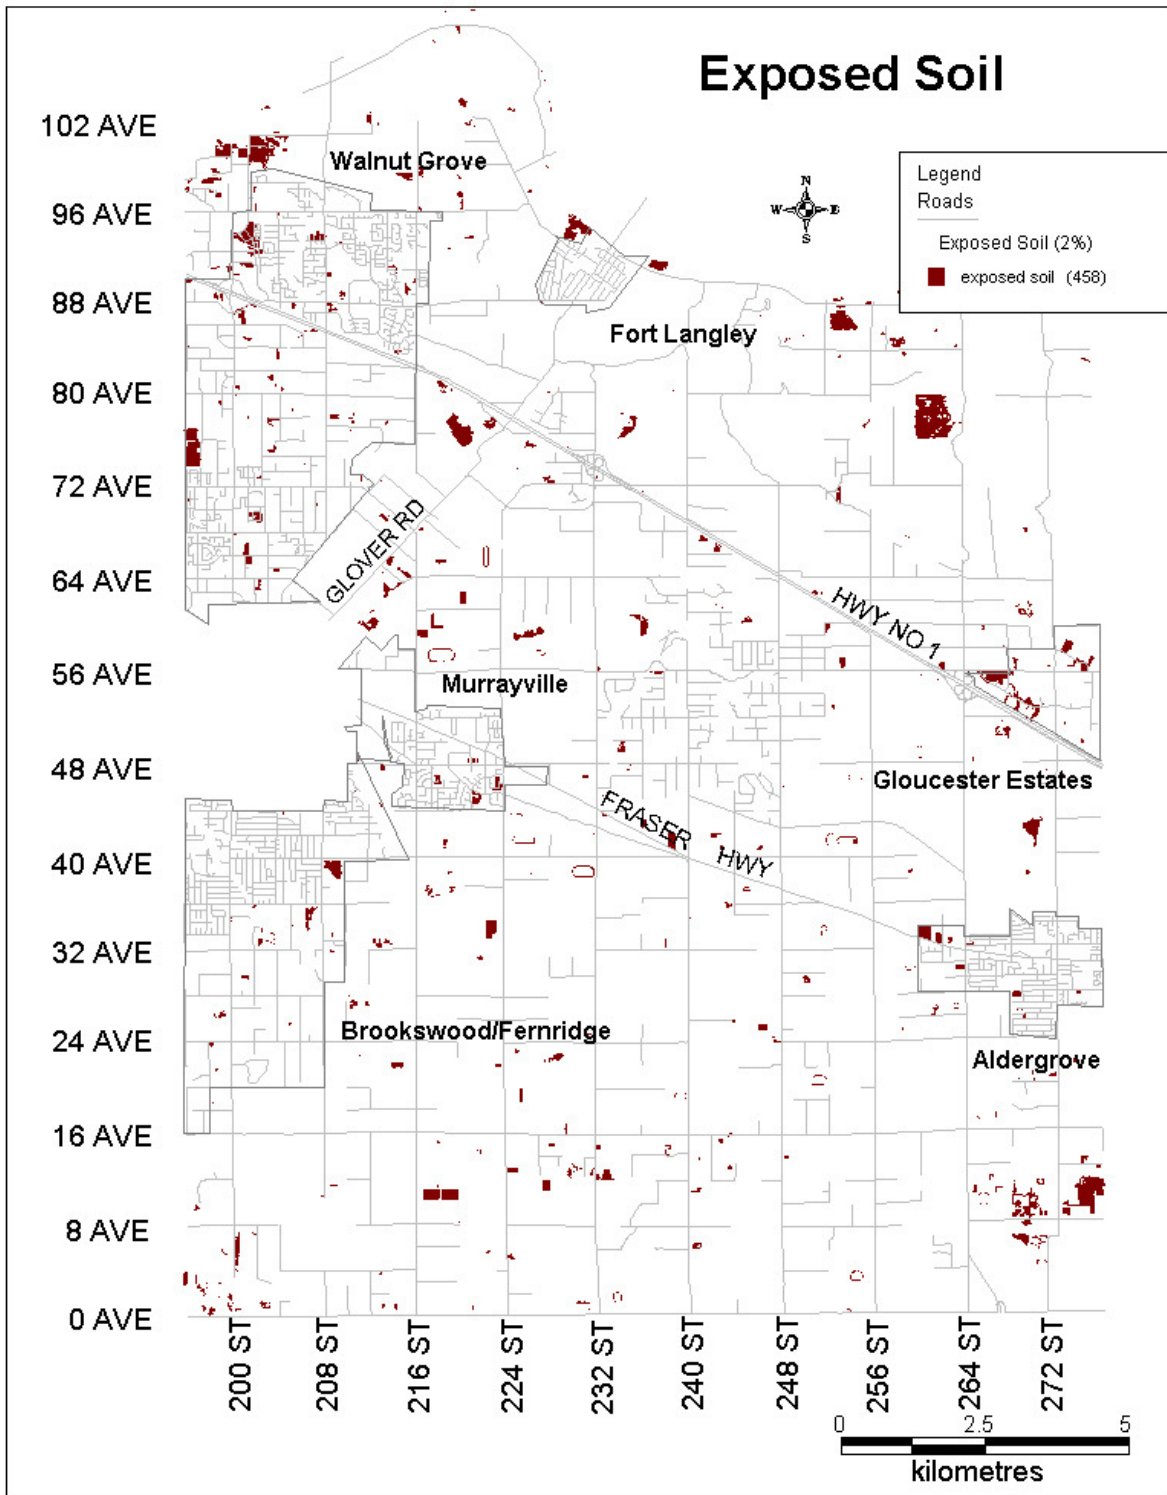 Exposed Soil
102 AVE
Walnut Grove
Legend
Roads
N
W E
S
96 AVE
Exposed Soil (2%)
exposed soil (458)
88 AVE
Fort Langley
80 AVE
72 AVE
GLOVER RD
64 AVE
HWY NO 1
56 AVE
Murrayville
48 AVE
Gloucester Estates
FRASER HWY
40 AVE
32 AVE
Brookswood/Fernridge
24 AVE
Aldergrove
16 AVE
8 AVE
0 AVE
200 ST
208 ST
216 ST
224 ST
232 ST
240 ST
248 ST
256 ST
264 ST
272 ST
0 2.5 5
kilometres